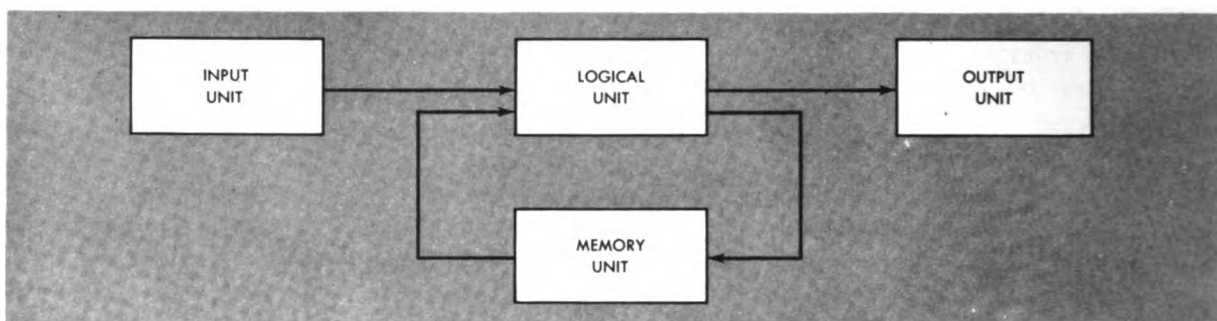 INPUT
UNIT
LOGICAL
UNIT
OUTPUT
UNIT
MEMORY
UNIT